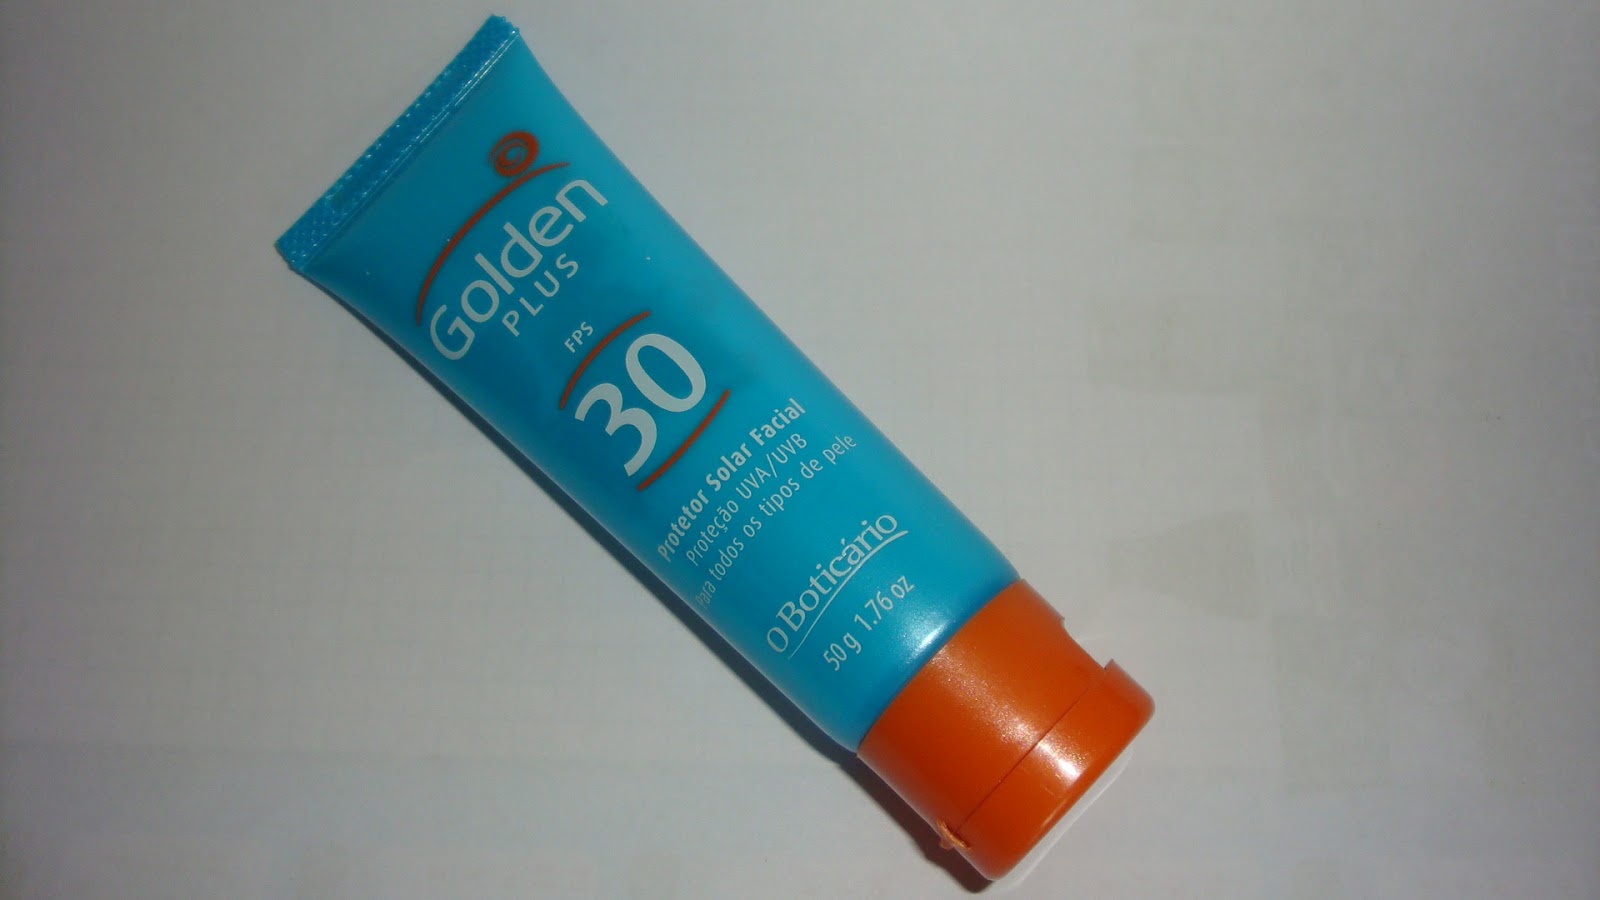 Golden
PLUS
FPS
30
Protetor Solar Facial
Proteção UVA/UVB
Para todos os tipos de pele
O Boticário
50g 1.76 oz